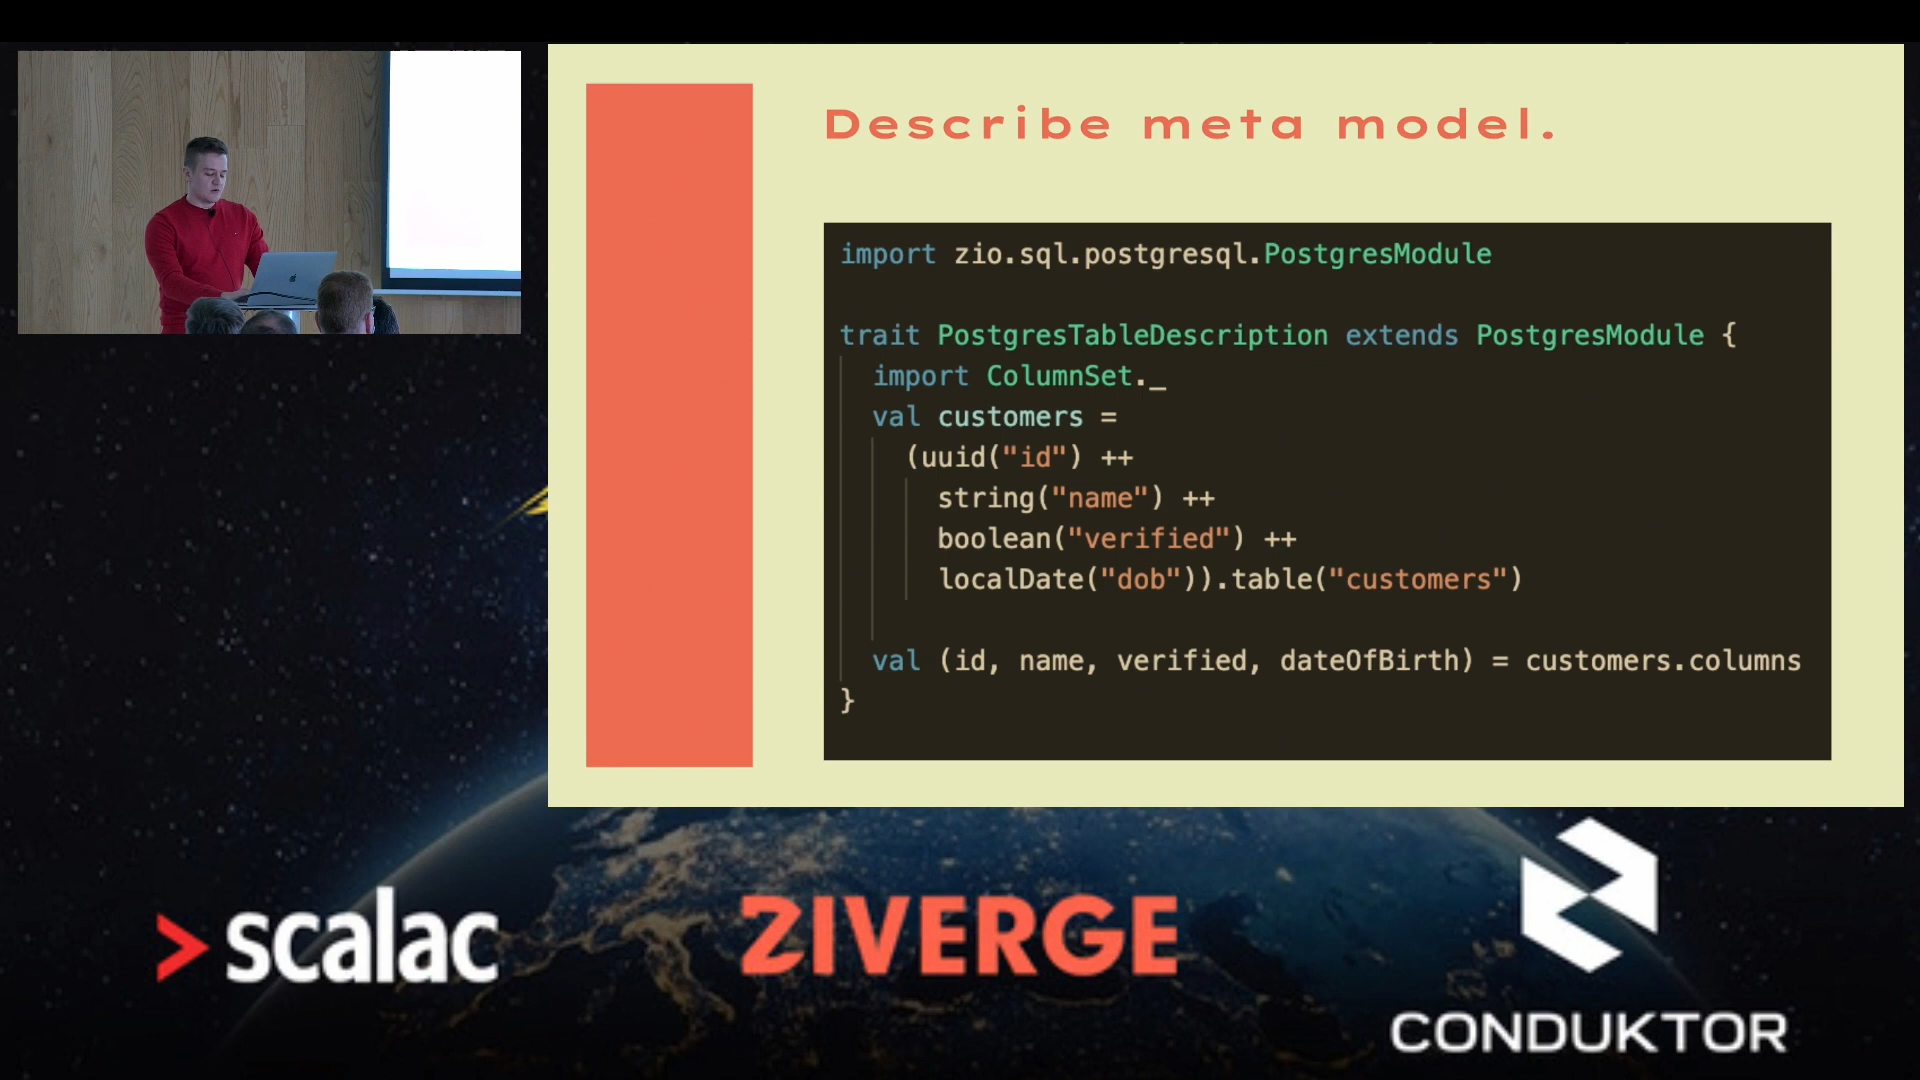 Describe meta model.
import zio.sql.postgresql.PostgresModule
trait PostgresTableDescription extends PostgresModule {
import ColumnSet._
val customers =
(uuid("id") ++
string("name") ++
boolean("verified") ++
localDate("dob")).table("customers")
val (id, name, verified, dateOfBirth) = customers.columns
}
scalac
ZIVERGE
CONDUKTOR